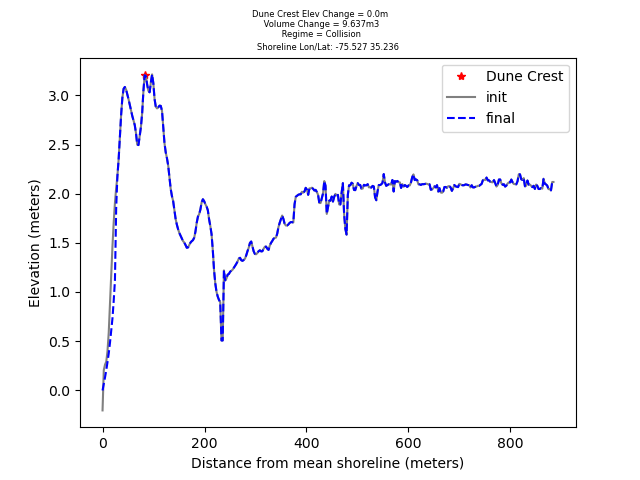 Dune Crest Elev Change = 0.0m
Volume Change = 9.637m3
Regime = Collision
Shoreline Lon/Lat: -75.527 35.236
Dune Crest
init
final
3.0
2.5
2.0
1.5
1.0
0.5
0.0
Elevation (meters)
0 200 400 600 800
Distance from mean shoreline (meters)